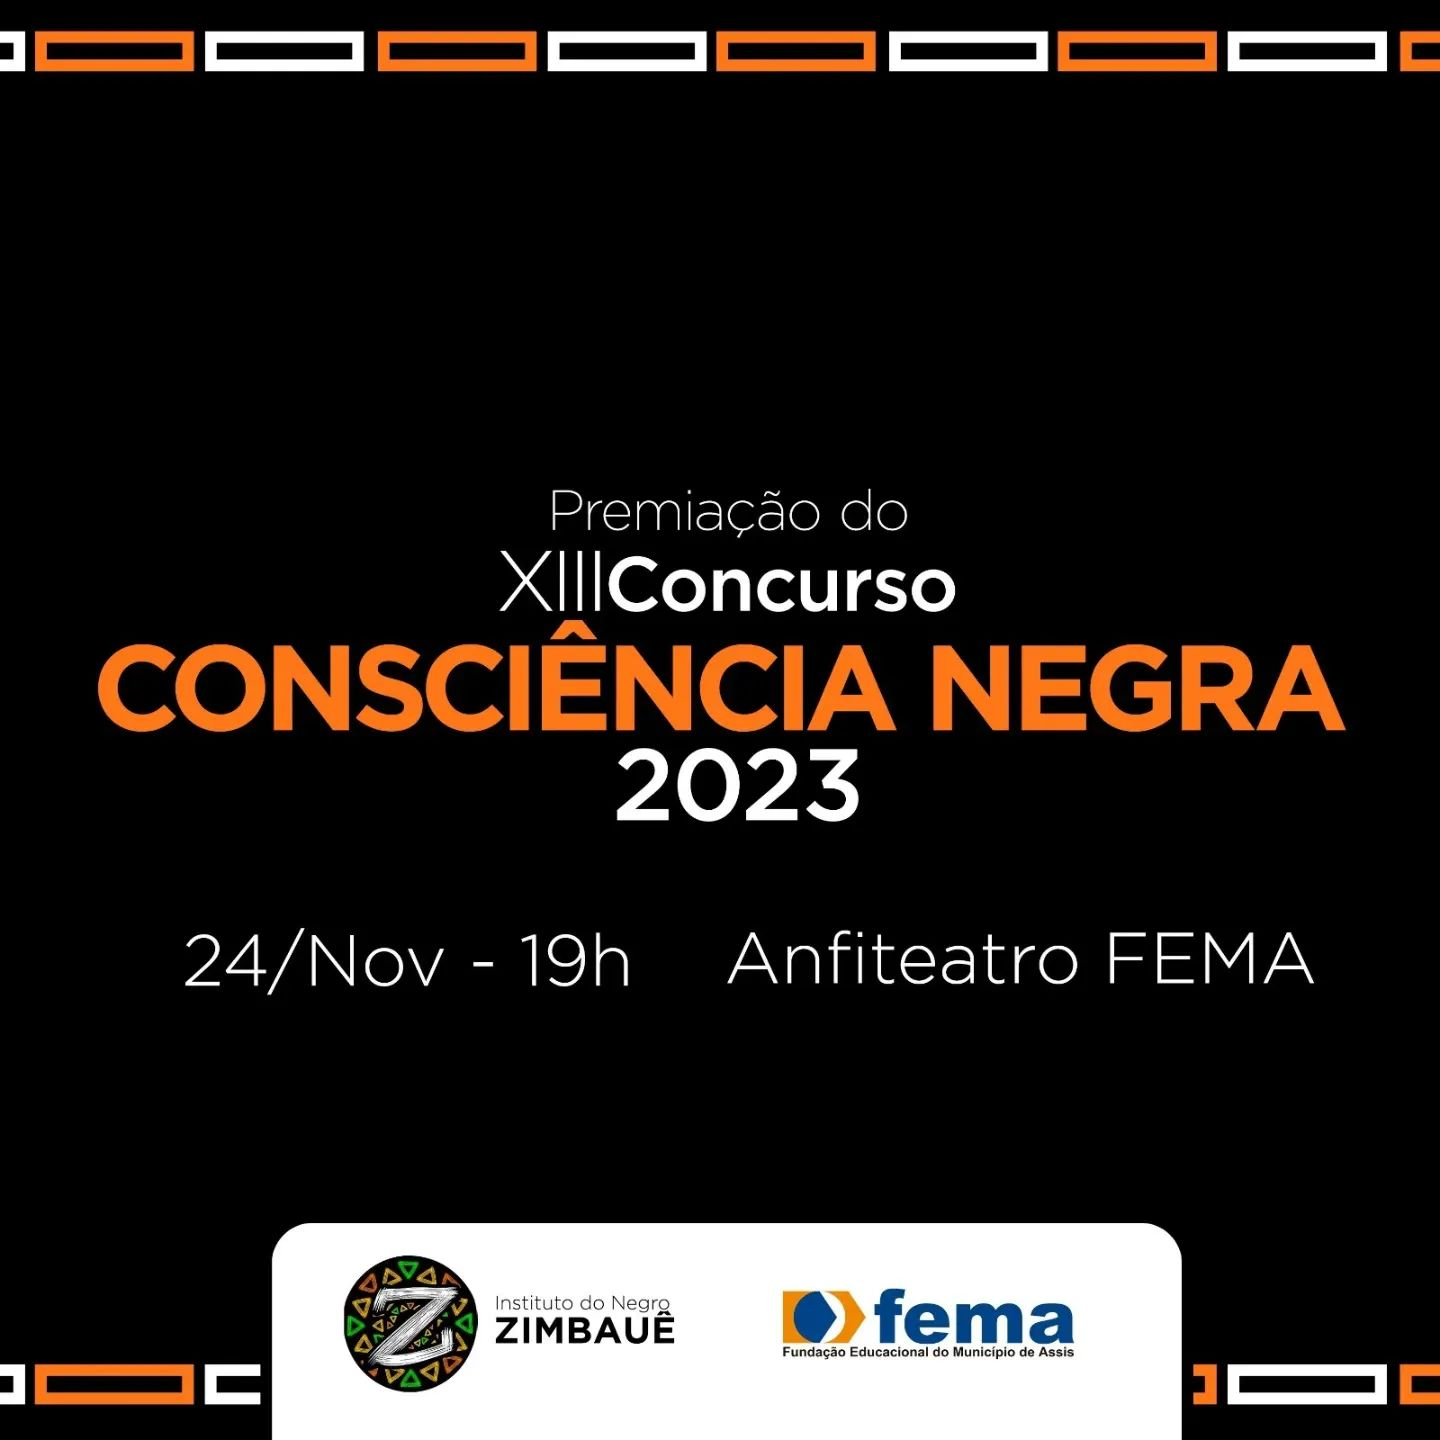 Premiação do
XIIIConcurso
CONSCIÊNCIA NEGRA
2023
24/Nov - 19h Anfiteatro FEMA
Z
Instituto do Negro
ZIMBAUÊ
fema
Fundação Educacional do Município de Assis